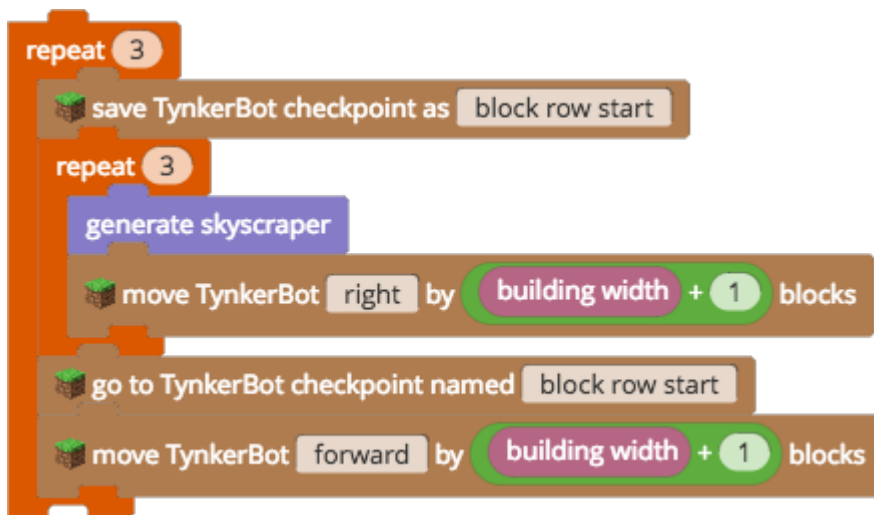 repeat 3
save TynkerBot checkpoint as block row start
repeat 3
generate skyscraper
move TynkerBot right by building width + 1 blocks
go to TynkerBot checkpoint named block row start
move TynkerBot forward by building width + 1 blocks